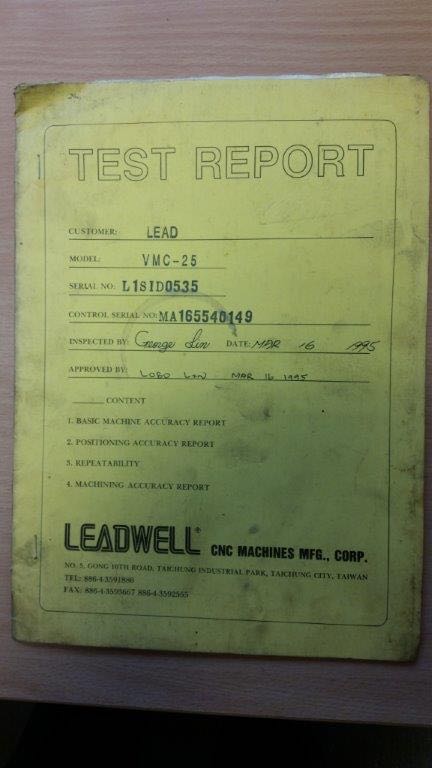 TEST REPORT
CUSTOMER: LEAD
MODEL: VMC-25
SERIAL NO: L1SID0535
CONTROL SERIAL NO: MA165540149
INSPECTED BY: George Lin DATE: MAR 16 1995
APPROVED BY: LOBO LIN MAR 16 1995
CONTENT
1. BASIC MACHINE ACCURACY REPORT
2. POSITIONING ACCURACY REPORT
3. REPEATABILITY
4. MACHINING ACCURACY REPORT
LEADWELL® CNC MACHINES MFG., CORP.
NO. 5, GONG 10TH ROAD, TAICHUNG INDUSTRIAL PARK, TAICHUNG CITY, TAIWAN
TEL: 886-4-3591880
FAX: 886-4-3593667 886-4-3592555